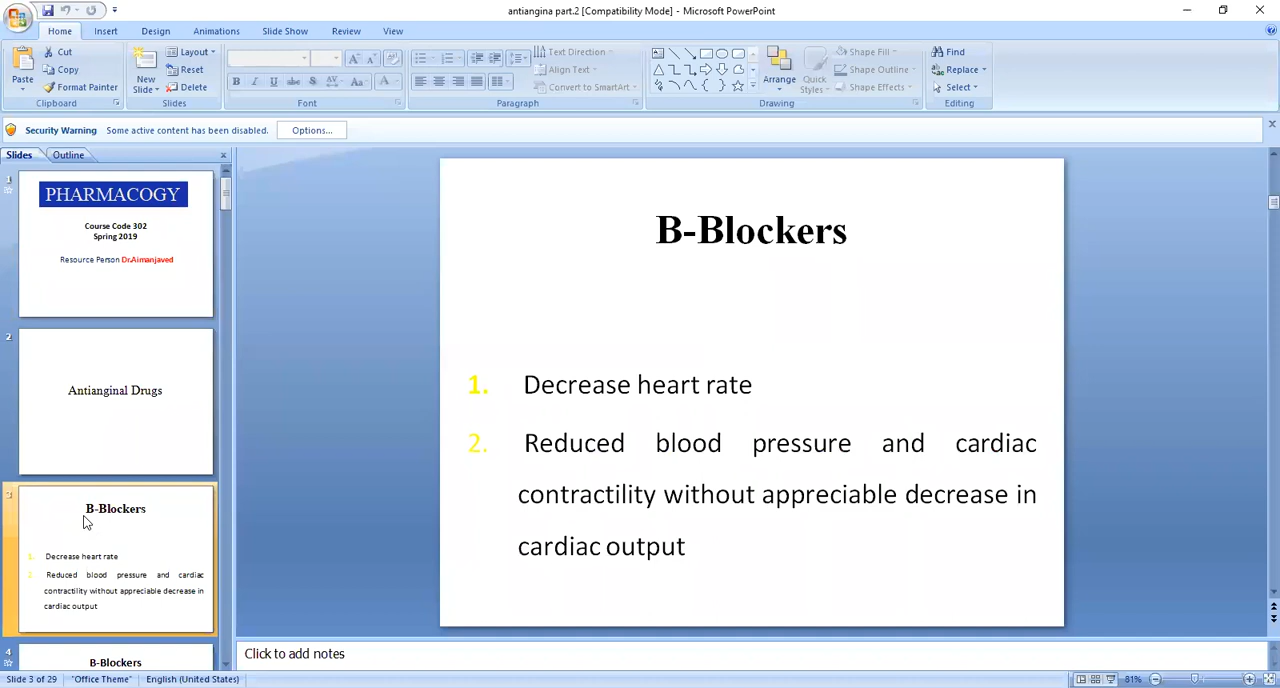 antiangina part.2 [Compatibility Mode] - Microsoft PowerPoint
Home Insert Design Animations Slide Show Review View
Paste
Cut
Copy
Format Painter
Clipboard
New Slide
Layout
Reset
Delete
Slides
Font
Text Direction
Align Text
Convert to SmartArt
Paragraph
Arrange
Quick Styles
Shape Fill
Shape Outline
Shape Effects
Drawing
Find
Replace
Select
Editing
Security Warning Some active content has been disabled. Options...
Slides Outline
1
PHARMACOGY
Course Code 302
Spring 2019
Resource Person Dr.Aimanjaved
2
Antianginal Drugs
3
B-Blockers
1. Decrease heart rate
2. Reduced blood pressure and cardiac
contractility without appreciable decrease in
cardiac output
4
B-Blockers
B-Blockers
1. Decrease heart rate
2. Reduced blood pressure and cardiac
contractility without appreciable decrease in
cardiac output
Click to add notes
Slide 3 of 29 "Office Theme" English (United States) 81%